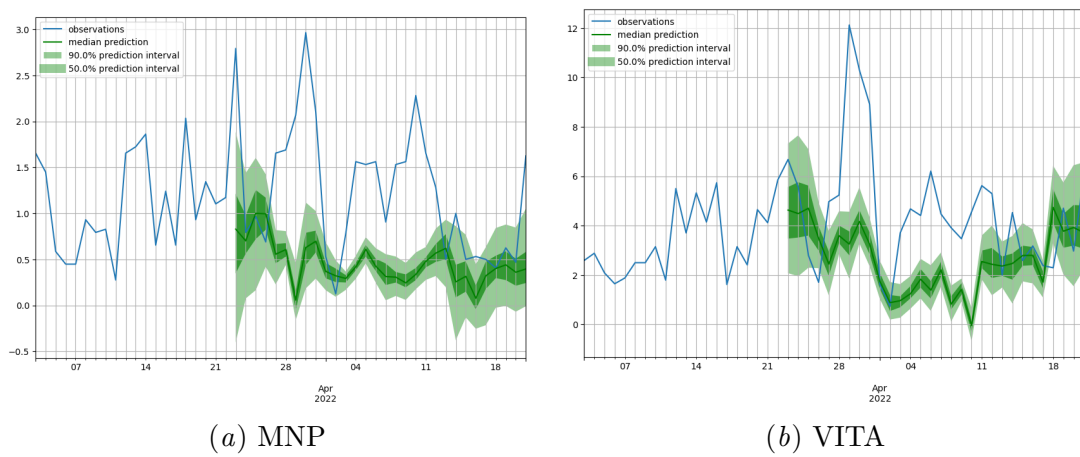 observations
median prediction
90.0% prediction interval
50.0% prediction interval
3.0
2.5
2.0
1.5
1.0
0.5
0.0
−0.5
07 14 21 28 04 11 18
Apr
2022
(a) MNP
observations
median prediction
90.0% prediction interval
50.0% prediction interval
12
10
8
6
4
2
0
07 14 21 28 04 11 18
Apr
2022
(b) VITA